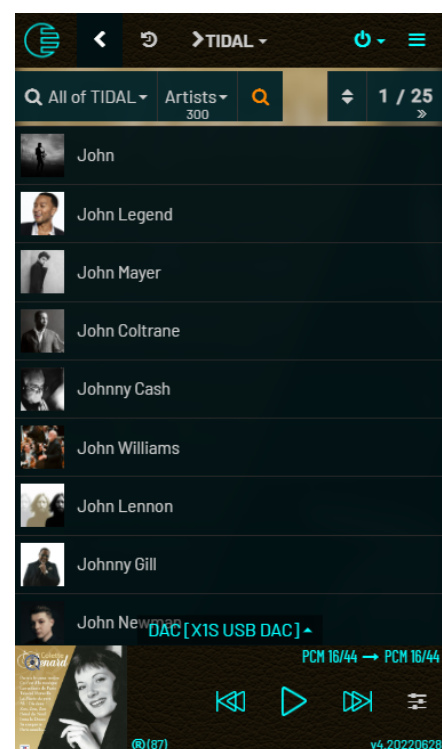 TIDAL
All of TIDAL Artists 1 / 25
300 »
John
John Legend
John Mayer
John Coltrane
Johnny Cash
John Williams
John Lennon
Johnny Gill
John Newman
DAC [X1S USB DAC]
PCM 16/44 → PCM 16/44
Renard
®(87) v4.20220628